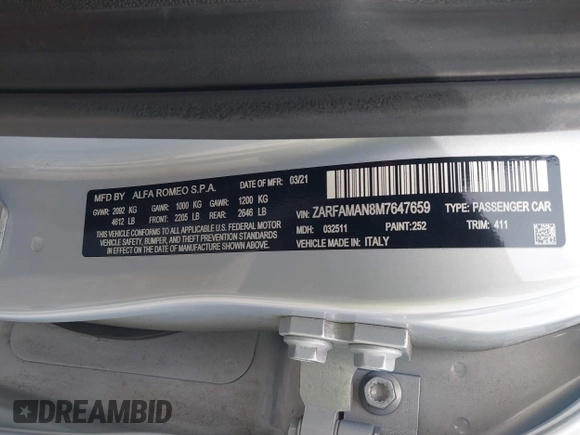 MFD BY ALFA ROMEO S.P.A. DATE OF MFR: 03/21
GVWR: 2092 KG GAWR: 1000 KG GAWR: 1200 KG
4612 LB FRONT: 2205 LB REAR: 2646 LB
THIS VEHICLE CONFORMS TO ALL APPLICABLE U.S. FEDERAL MOTOR
VEHICLE SAFETY, BUMPER, AND THEFT PREVENTION STANDARDS
IN EFFECT ON THE DATE OF MANUFACTURE SHOWN ABOVE.
VIN: ZARFAMAN8M7647659 TYPE: PASSENGER CAR
MDH: 032511 PAINT:252 TRIM: 411
VEHICLE MADE IN: ITALY
DREAMBID